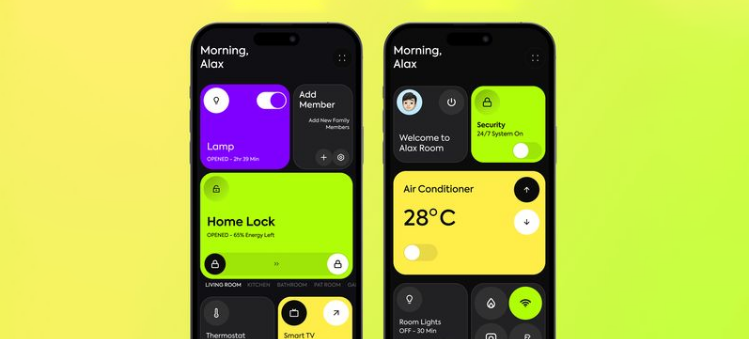 Morning,
Alax
Lamp
OPENED - 2hr 39 Min
Add
Member
Add New Family
Members
Home Lock
OPENED - 65% Energy Left
LIVING ROOM KITCHEN BATHROOM PAT ROOM
Thermostat
Smart TV
Morning,
Alax
Welcome to
Alax Room
Security
24/7 System On
Air Conditioner
28°C
Room Lights
OFF - 30 Min